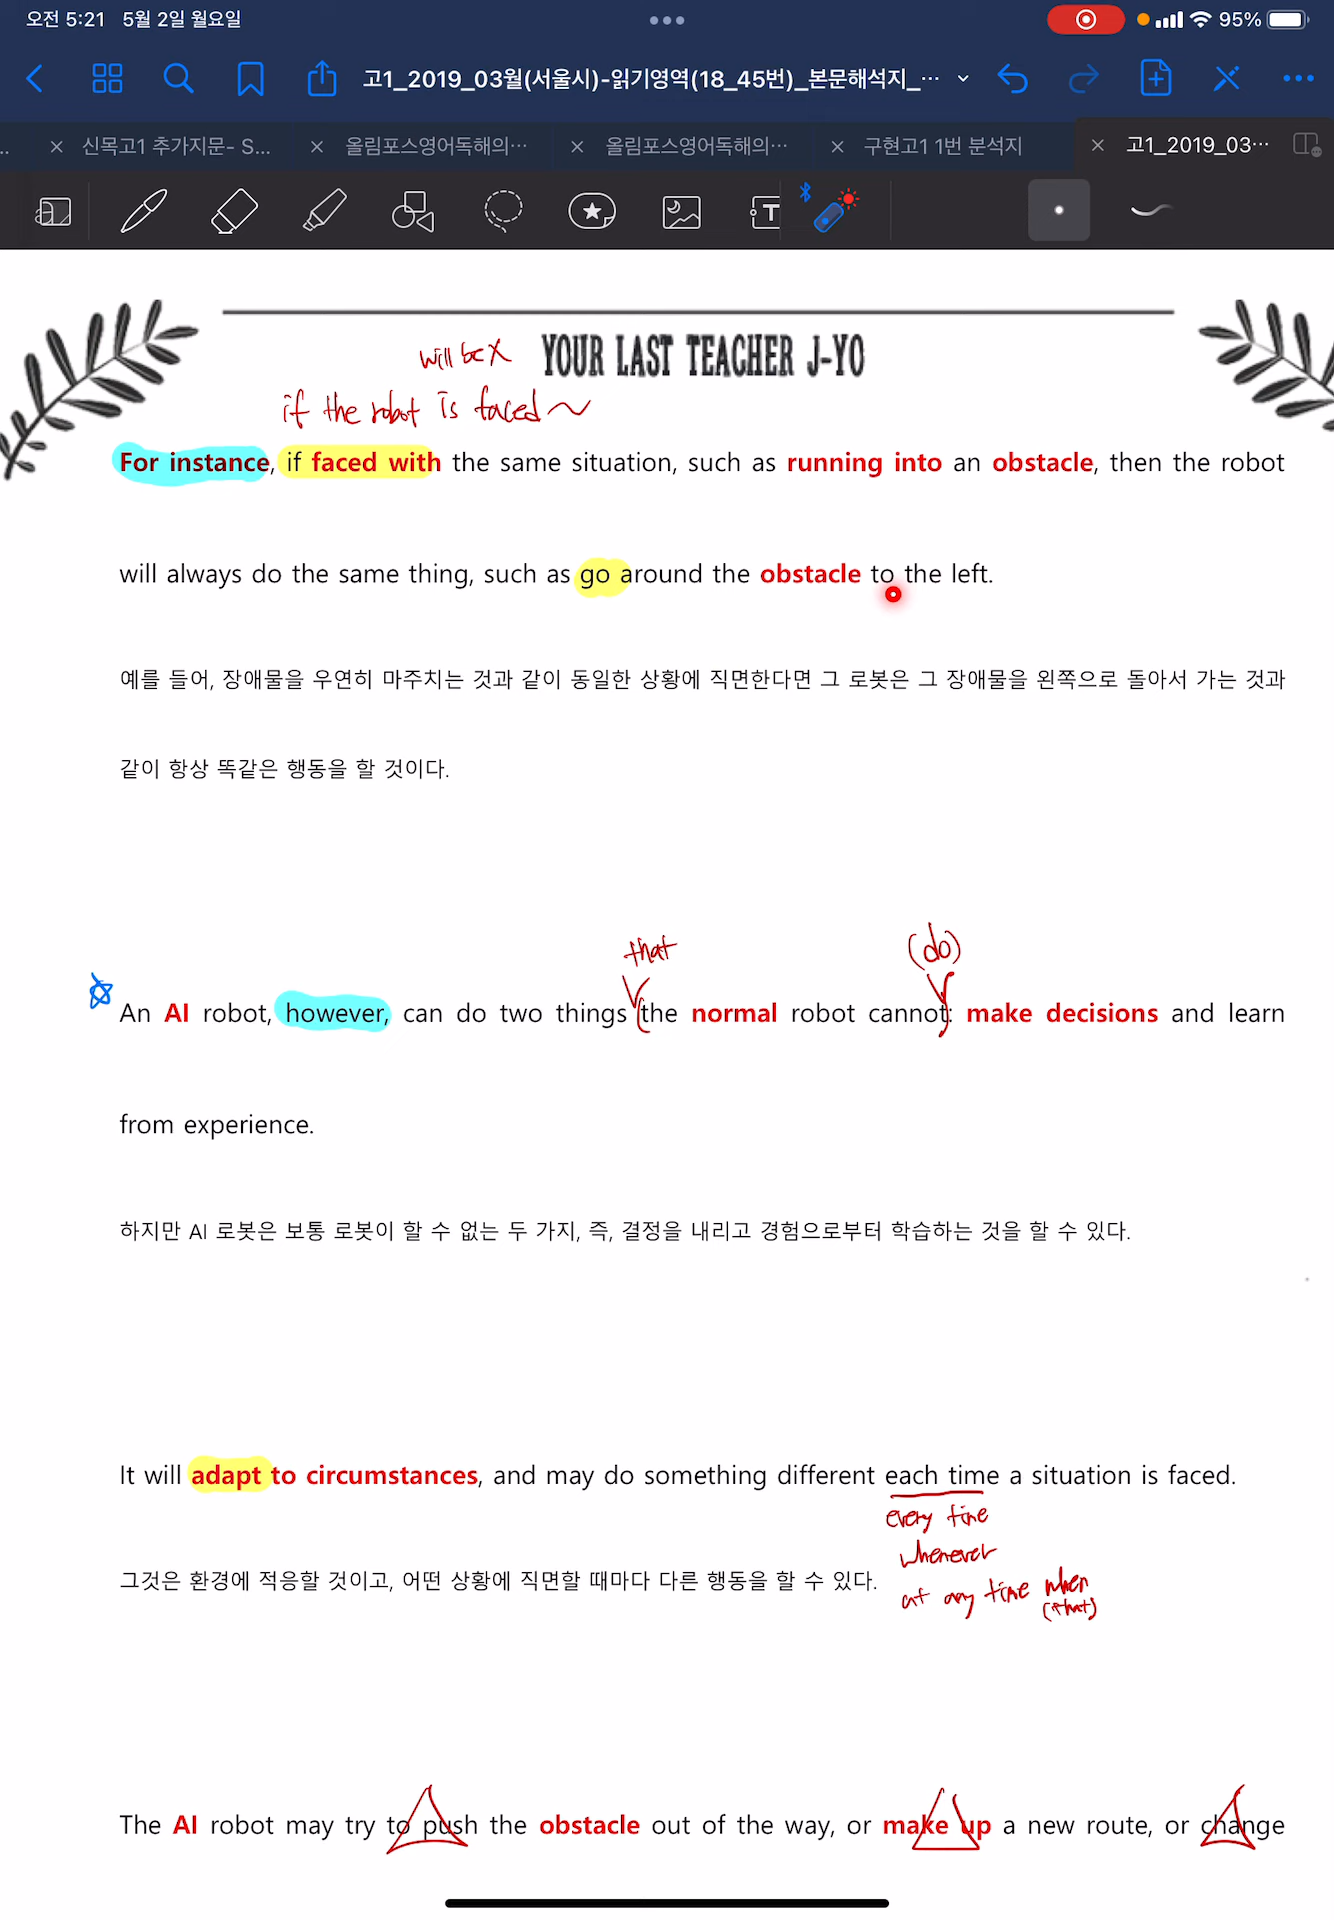 오전 5:21 5월 2일 월요일
95%
고1_2019_03월(서울시)-읽기영역(18_45번)_본문해석지_…
신목고1 추가지문- S...
올림포스영어독해의…
올림포스영어독해의…
구현고1 1번 분석지
고1_2019_03…
YOUR LAST TEACHER J-YO
will be X
if the robot is faced ~
For instance, if faced with the same situation, such as running into an obstacle, then the robot
will always do the same thing, such as go around the obstacle to the left.
예를 들어, 장애물을 우연히 마주치는 것과 같이 동일한 상황에 직면한다면 그 로봇은 그 장애물을 왼쪽으로 돌아서 가는 것과
같이 항상 똑같은 행동을 할 것이다.
that
(do)
An AI robot, however, can do two things (the normal robot cannot): make decisions and learn
from experience.
하지만 AI 로봇은 보통 로봇이 할 수 없는 두 가지, 즉, 결정을 내리고 경험으로부터 학습하는 것을 할 수 있다.
It will adapt to circumstances, and may do something different each time a situation is faced.
every time
whenever
그것은 환경에 적응할 것이고, 어떤 상황에 직면할 때마다 다른 행동을 할 수 있다.
at any time when
(that)
The AI robot may try to push the obstacle out of the way, or make up a new route, or change